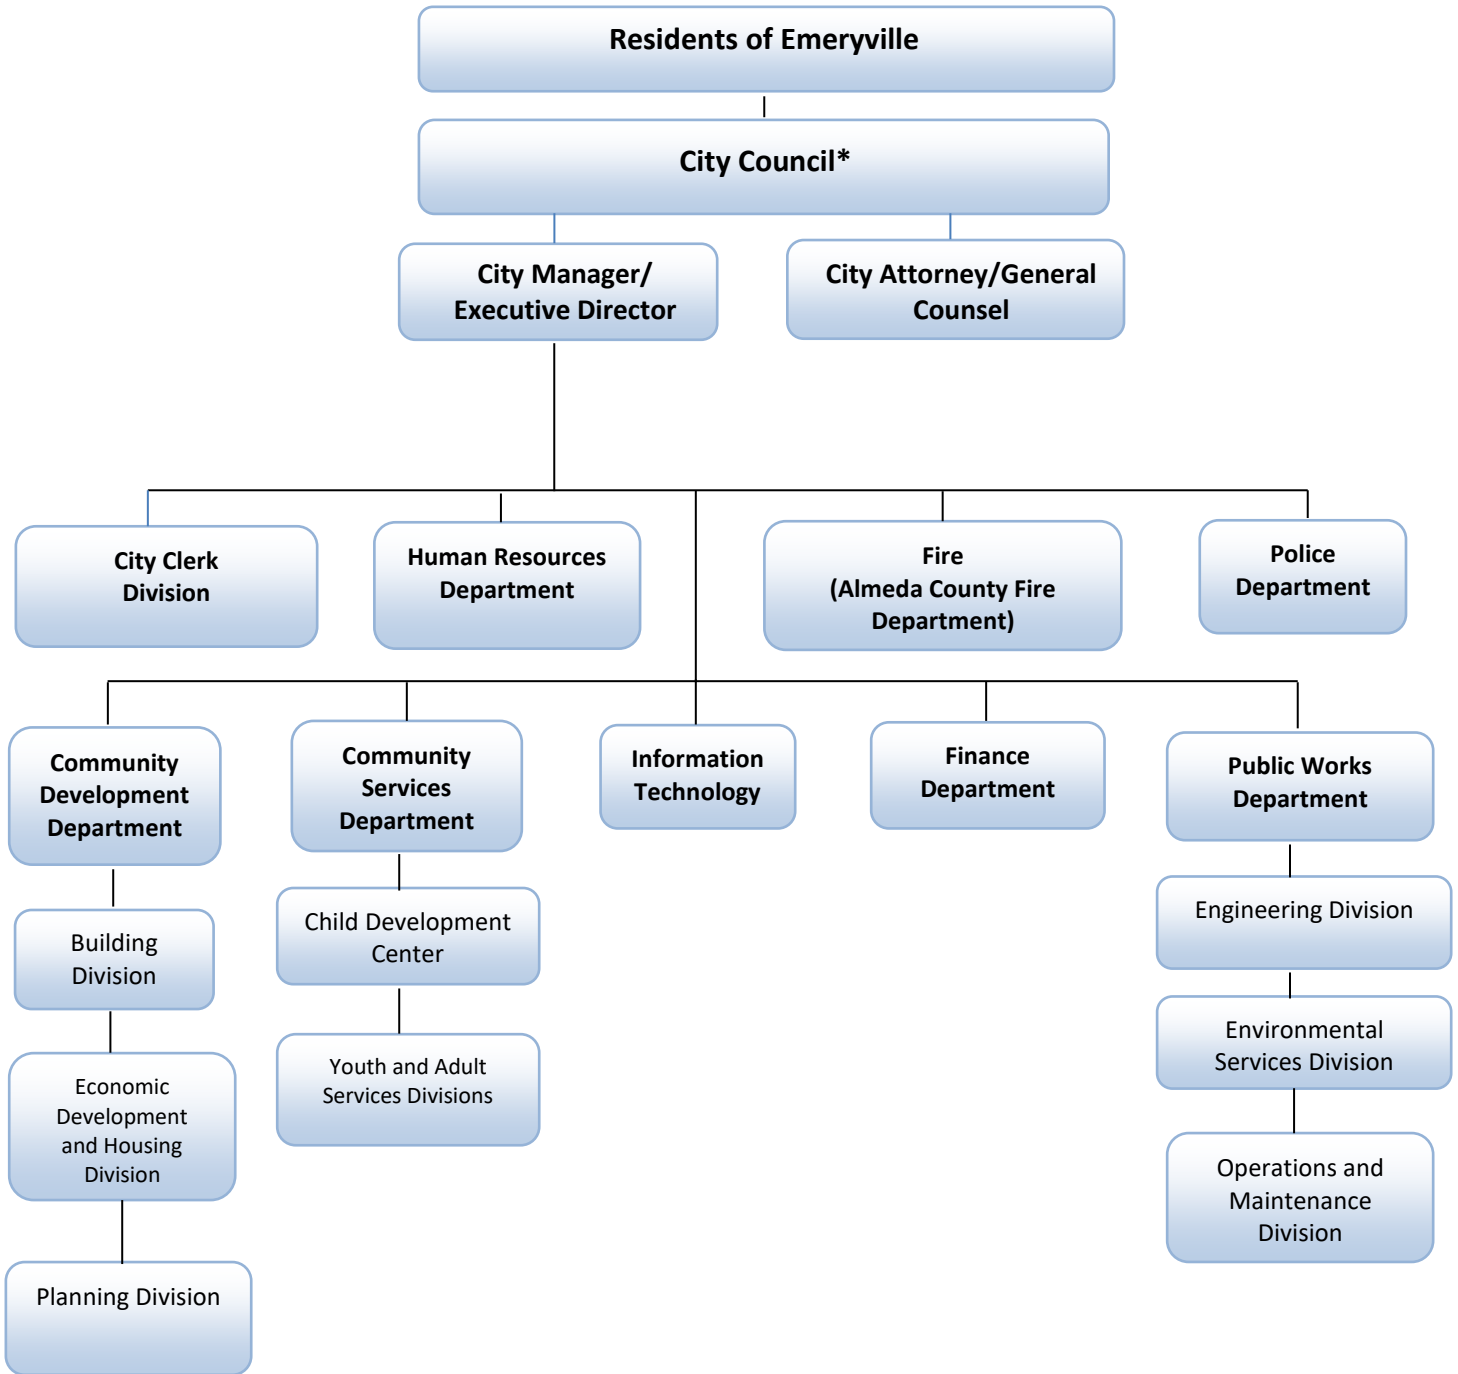 Residents of Emeryville
City Council*
City Manager/
Executive Director
City Attorney/General
Counsel
City Clerk
Division
Human Resources
Department
Fire
(Almeda County Fire
Department)
Police
Department
Community
Development
Department
Community
Services
Department
Information
Technology
Finance
Department
Public Works
Department
Building
Division
Child Development
Center
Engineering Division
Economic
Development
and Housing
Division
Youth and Adult
Services Divisions
Environmental
Services Division
Planning Division
Operations and
Maintenance
Division